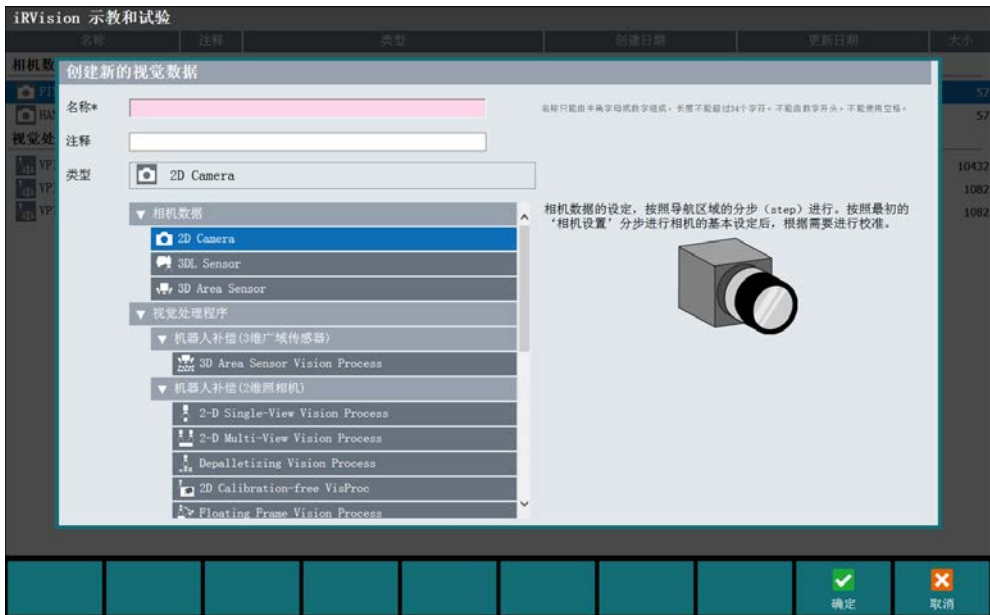 iRVision 示教和试验
名称 注释 类型 创建日期 更新日期 大小
相机数
创建新的视觉数据
57
HAN
57
名称*
名称只能由半角字母或数字组成。长度不能超过34个字符。不能由数字开头。不能使用空格。
视觉处
注释
VP
10432
类型
2D Camera
VP
1082
VP
1082
相机数据
相机数据的设定，按照导航区域的分步（step）进行。按照最初的
‘相机设置’分步进行相机的基本设定后，根据需要进行校准。
2D Camera
3DL Sensor
3D Area Sensor
视觉处理程序
机器人补偿(3维广域传感器)
3D Area Sensor Vision Process
机器人补偿(2维照相机)
2-D Single-View Vision Process
2-D Multi-View Vision Process
Depalletizing Vision Process
2D Calibration-free VisProc
Floating Frame Vision Process
确定 取消